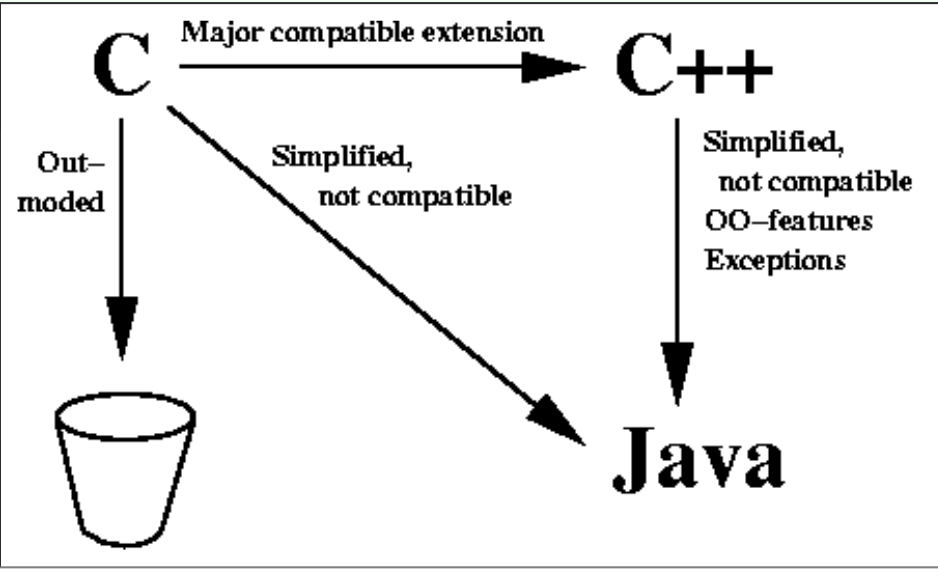 Major compatible extension
C
C++
Out–
moded
Simplified,
not compatible
Simplified,
not compatible
OO–features
Exceptions
Java